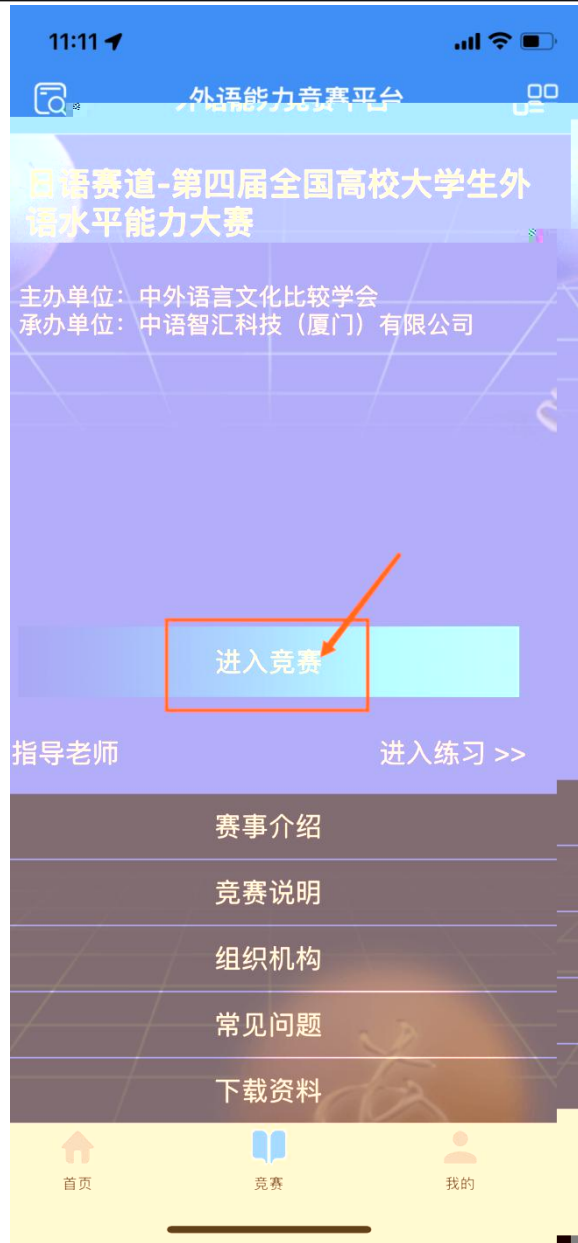 11:11
外语能力竞赛平台
日语赛道-第四届全国高校大学生外
语水平能力大赛
主办单位：中外语言文化比较学会
承办单位：中语智汇科技（厦门）有限公司
进入竞赛
指导老师
进入练习 >>
赛事介绍
竞赛说明
组织机构
常见问题
下载资料
首页
竞赛
我的